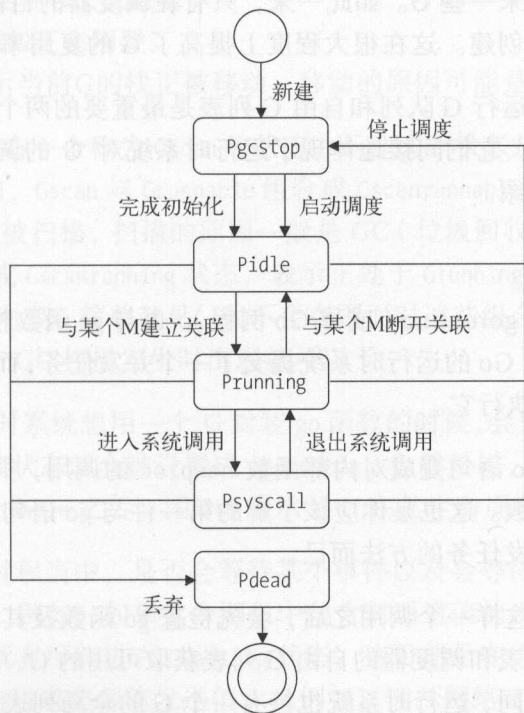 新建
停止调度
Pgcstop
完成初始化
启动调度
Pidle
与某个M建立关联
与某个M断开关联
Prunning
进入系统调用
退出系统调用
Psyscall
Pdead
丢弃